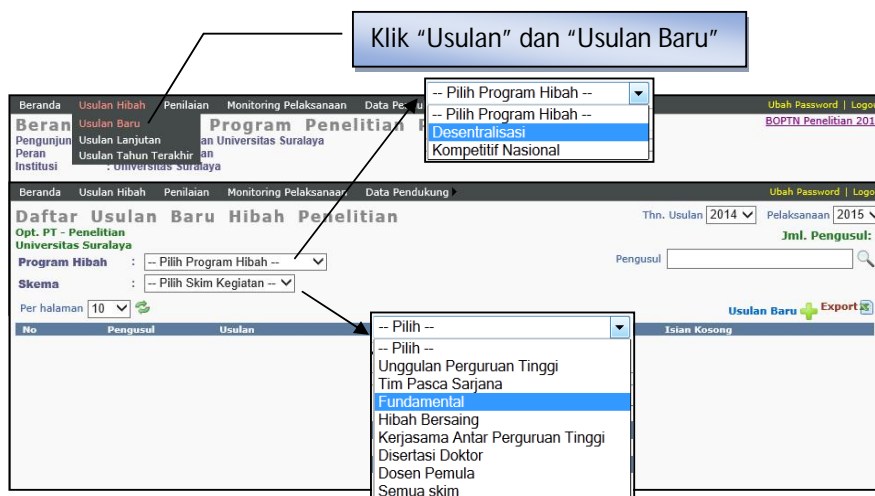 Klik “Usulan” dan “Usulan Baru”
-- Pilih Program Hibah --
-- Pilih Program Hibah --
Desentralisasi
Kompetitif Nasional
Beranda Usulan Hibah Penilaian Monitoring Pelaksanaan Data
Ubah Password | Logo
Usulan Baru
Usulan Lanjutan
Usulan Tahun Terakhir
Beran Program Penelitian
BOPTN Penelitian 201
Pengunjun an Universitas Suralaya
Peran an
Institusi : Universitas Suralaya
Beranda Usulan Hibah Penilaian Monitoring Pelaksanaan Data Pendukung
Ubah Password | Logo
Daftar Usulan Baru Hibah Penelitian
Thn. Usulan 2014 Pelaksanaan 2015
Opt. PT - Penelitian
Jml. Pengusul:
Universitas Suralaya
Program Hibah : -- Pilih Program Hibah --
Pengusul
Skema : -- Pilih Skim Kegiatan --
Per halaman 10
Usulan Baru Export
No Pengusul Usulan Isian Kosong
-- Pilih --
-- Pilih --
Unggulan Perguruan Tinggi
Tim Pasca Sarjana
Fundamental
Hibah Bersaing
Kerjasama Antar Perguruan Tinggi
Disertasi Doktor
Dosen Pemula
Semua skim